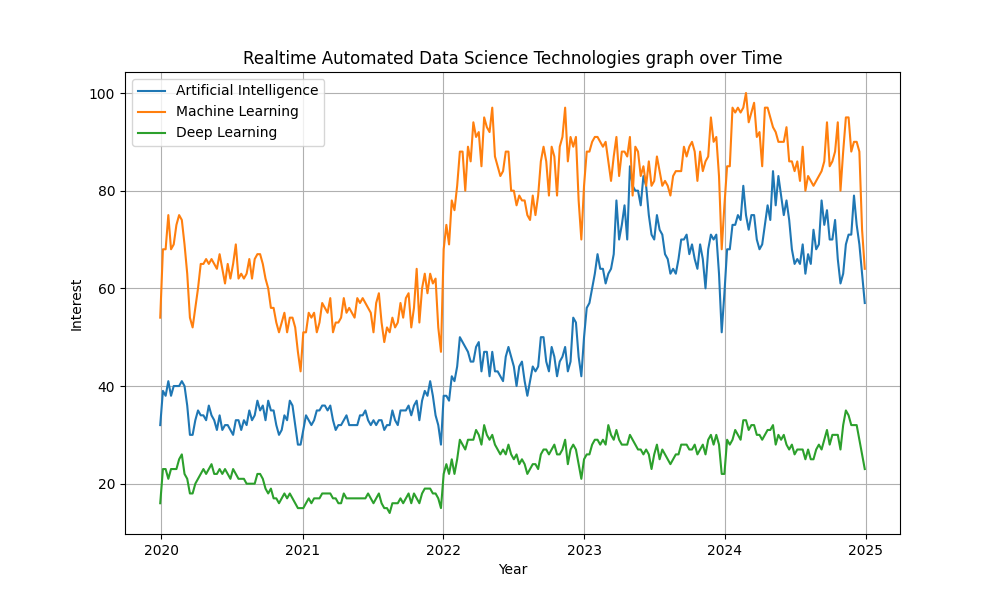 Realtime Automated Data Science Technologies graph over Time
Artificial Intelligence
Machine Learning
Deep Learning
100
80
60
40
20
Interest
2020 2021 2022 2023 2024 2025
Year